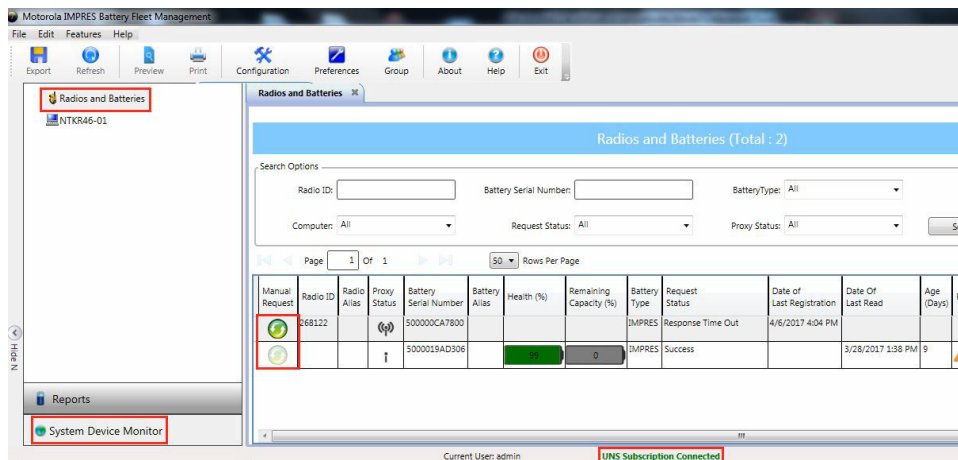 Motorola IMPRES Battery Fleet Management
File Edit Features Help
Export Refresh Preview Print Configuration Preferences Group About Help Exit
Radios and Batteries
NTKR46-01
Radios and Batteries
Radios and Batteries (Total : 2)
Search Options
Radio ID: Battery Serial Number: BatteryType: All
Computer: All Request Status: All Proxy Status: All
Page 1 Of 1 50 Rows Per Page
Manual Request Radio ID Radio Alias Proxy Status Battery Serial Number Battery Alias Health (%) Remaining Capacity (%) Battery Type Request Status Date of Last Registration Date Of Last Read Age (Days)
268122 500000CA7800 IMPRES Response Time Out 4/6/2017 4:04 PM
5000019AD306 99 0 IMPRES Success 3/28/2017 1:38 PM 9
Hide N
Reports
System Device Monitor
Current User: admin UNS Subscription Connected